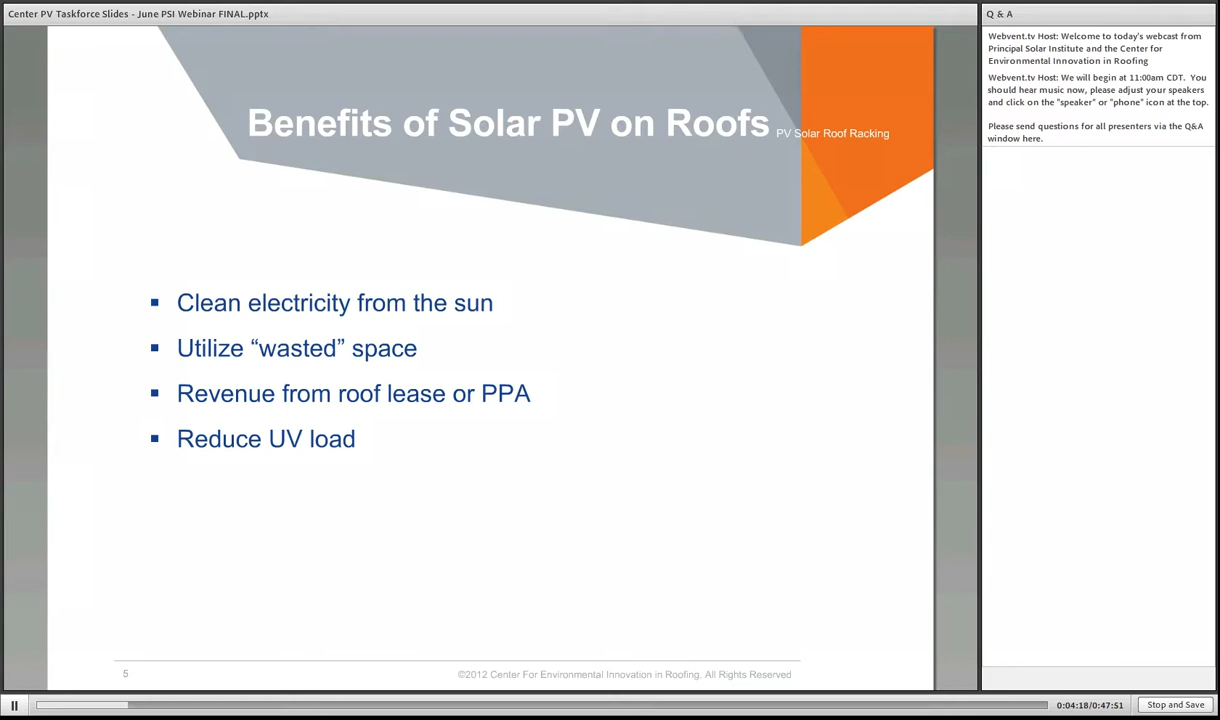 Center PV Taskforce Slides - June PSI Webinar FINAL.pptx
Benefits of Solar PV on Roofs PV Solar Roof Racking
▪ Clean electricity from the sun
▪ Utilize “wasted” space
▪ Revenue from roof lease or PPA
▪ Reduce UV load
5
©2012 Center For Environmental Innovation in Roofing, All Rights Reserved
Q & A
Webvent.tv Host: Welcome to today's webcast from
Principal Solar Institute and the Center for
Environmental Innovation in Roofing
Webvent.tv Host: We will begin at 11:00am CDT. You
should hear music now, please adjust your speakers
and click on the "speaker" or "phone" icon at the top.
Please send questions for all presenters via the Q&A
window here.
0:04:18/0:47:51
Stop and Save